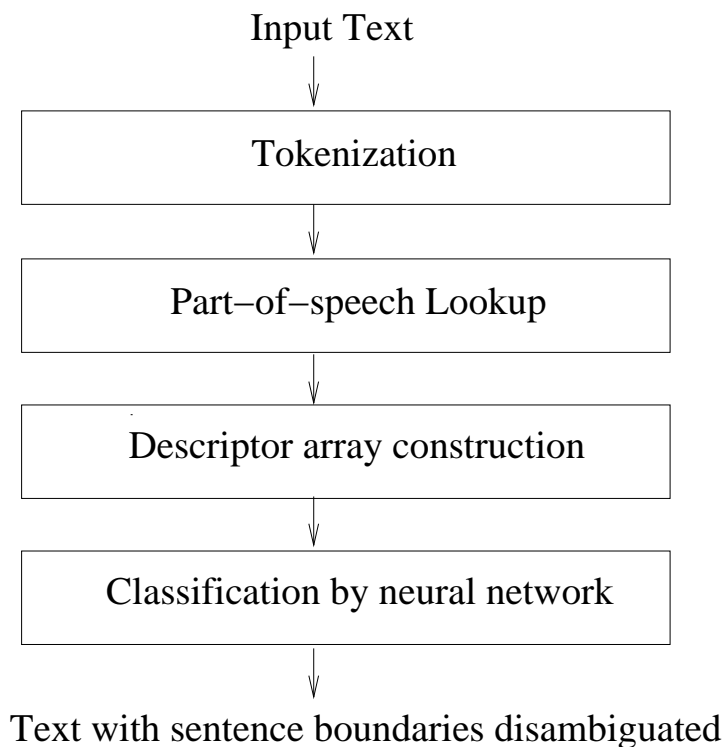 Input Text
Tokenization
Part−of−speech Lookup
Descriptor array construction
Classification by neural network
Text with sentence boundaries disambiguated